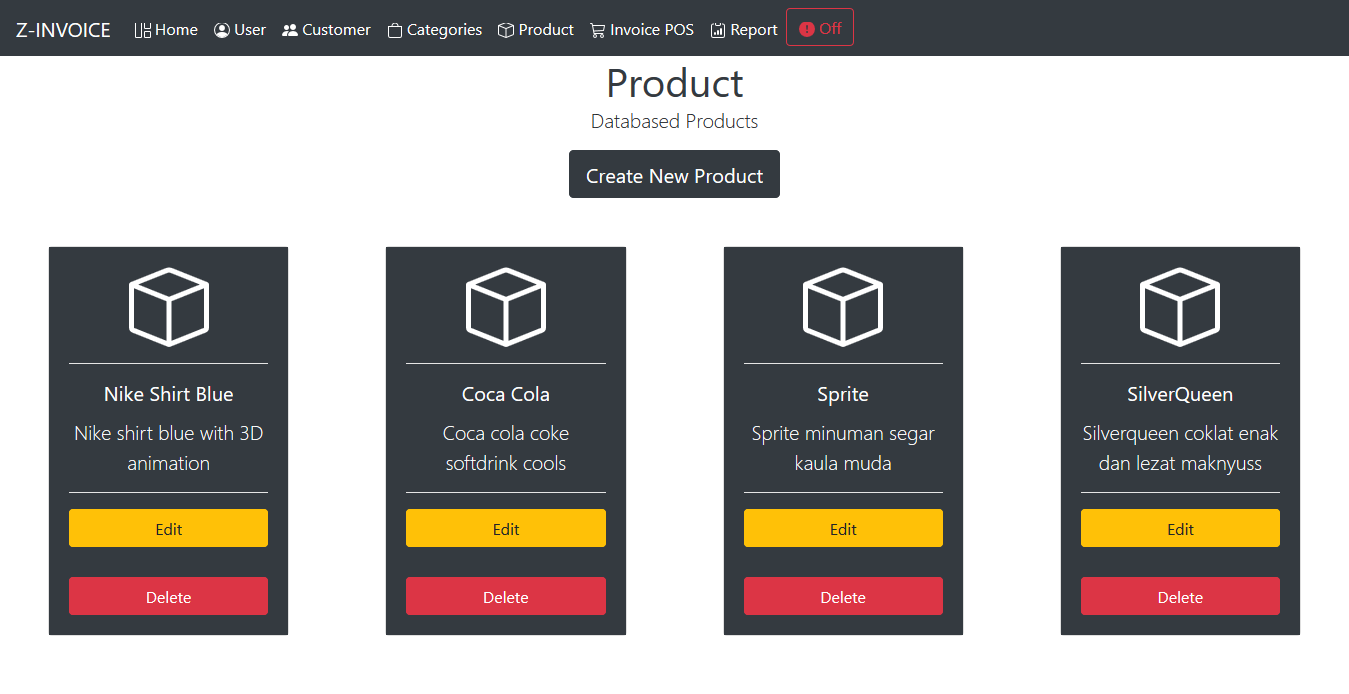 Z-INVOICE Home User Customer Categories Product Invoice POS Report Off
Product
Databased Products
Create New Product
Nike Shirt Blue
Nike shirt blue with 3D
animation
Edit
Delete
Coca Cola
Coca cola coke
softdrink cools
Edit
Delete
Sprite
Sprite minuman segar
kaula muda
Edit
Delete
SilverQueen
Silverqueen coklat enak
dan lezat maknyuss
Edit
Delete